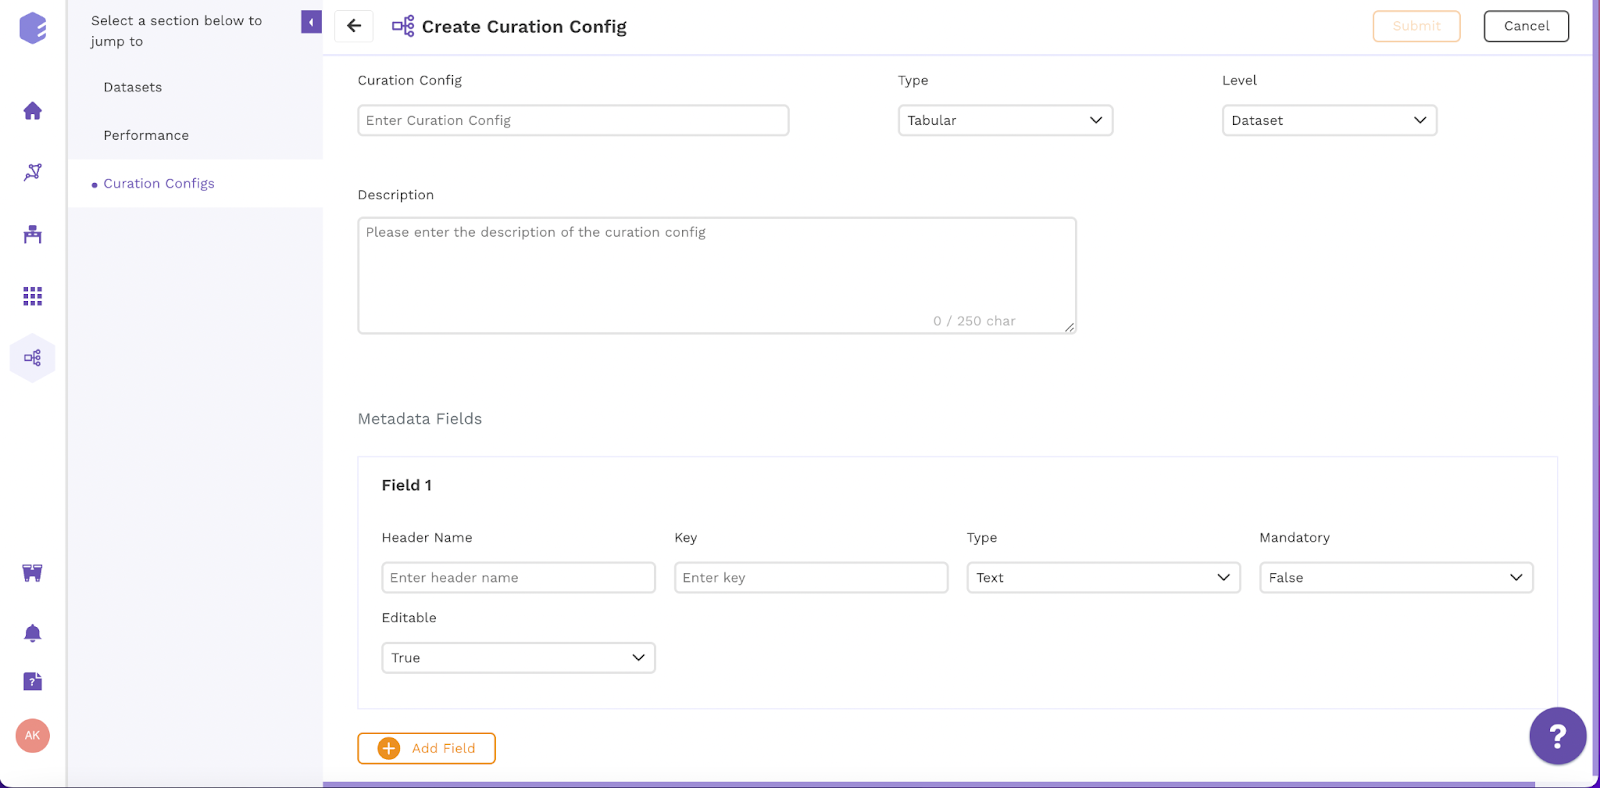 Select a section below to
jump to
Datasets
Performance
Curation Configs
AK
Create Curation Config
Submit
Cancel
Curation Config
Type
Level
Enter Curation Config
Tabular
Dataset
Description
Please enter the description of the curation config
0 / 250 char
Metadata Fields
Field 1
Header Name
Key
Type
Mandatory
Enter header name
Enter key
Text
False
Editable
True
+ Add Field
?